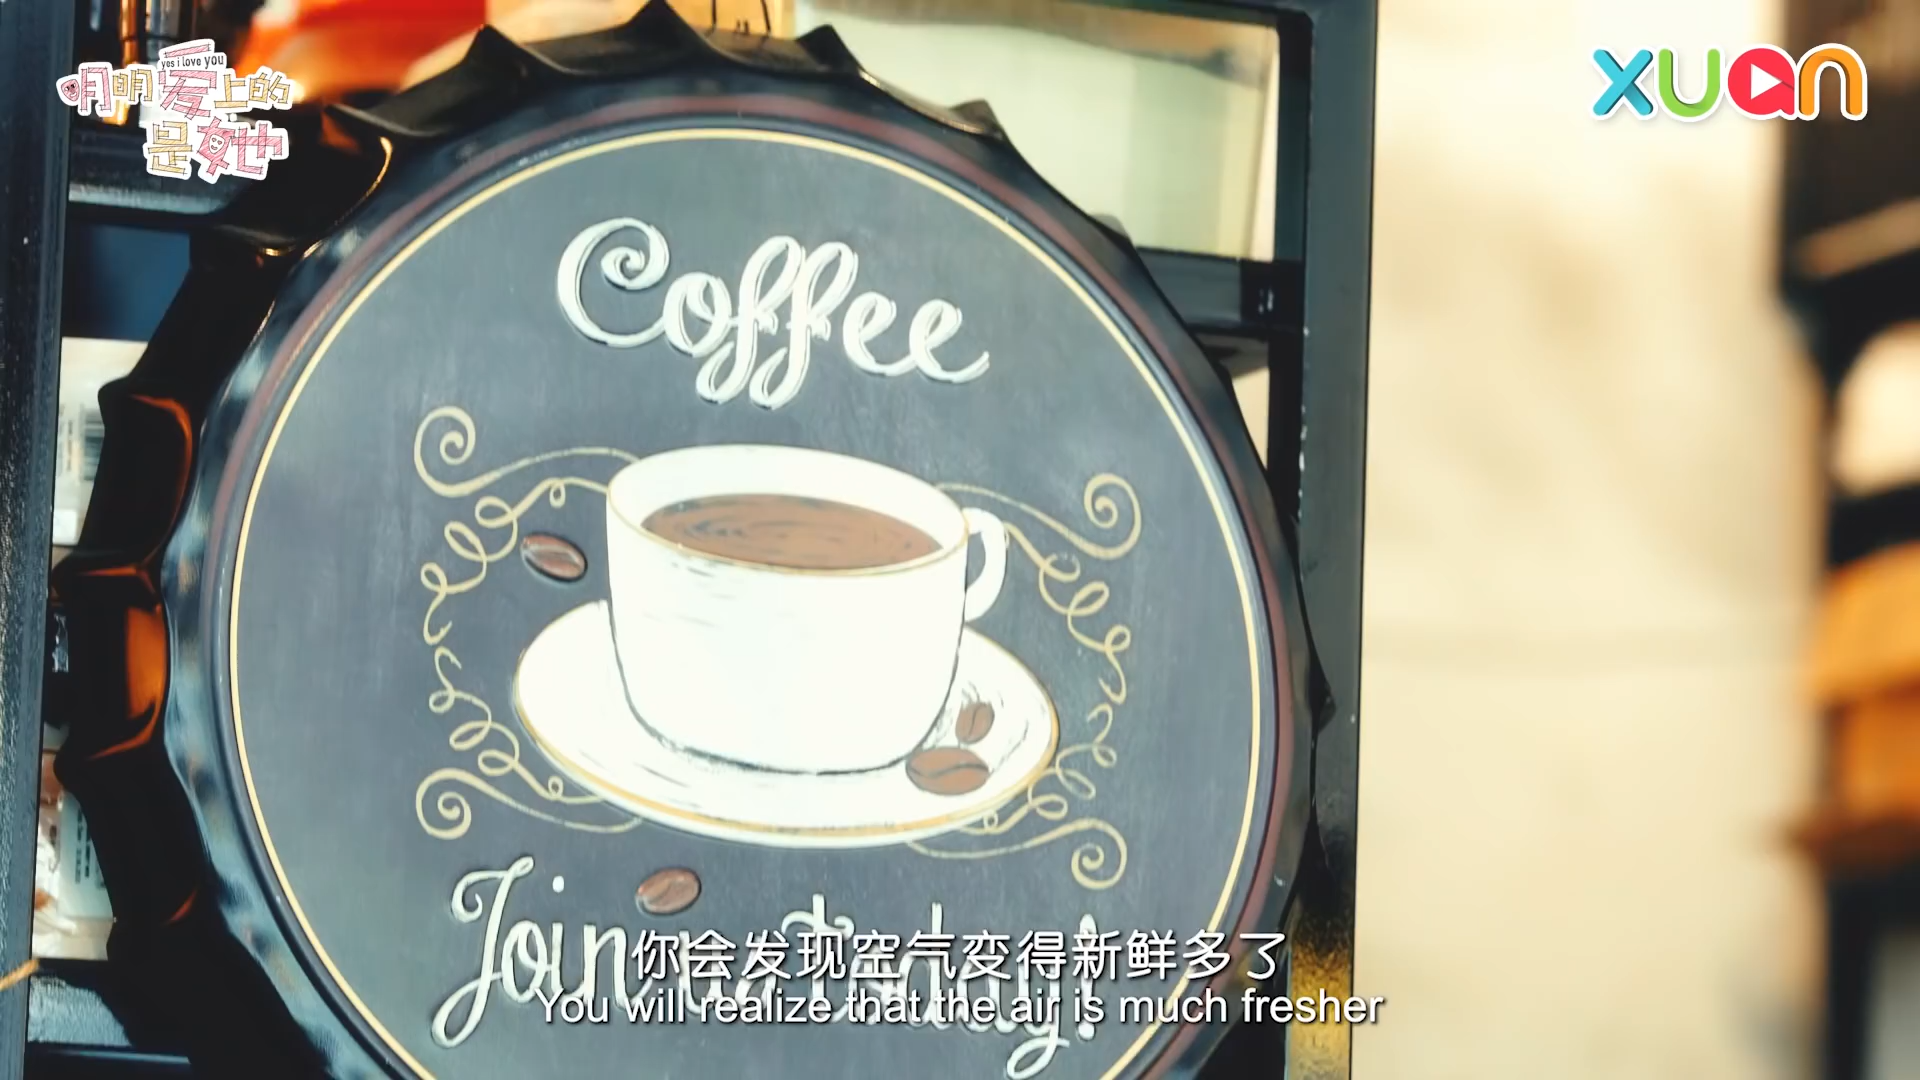 yes i love you
明明爱上的
是她
xuan
Coffee
Join us today!
你会发现空气变得新鲜多了
You will realize that the air is much fresher